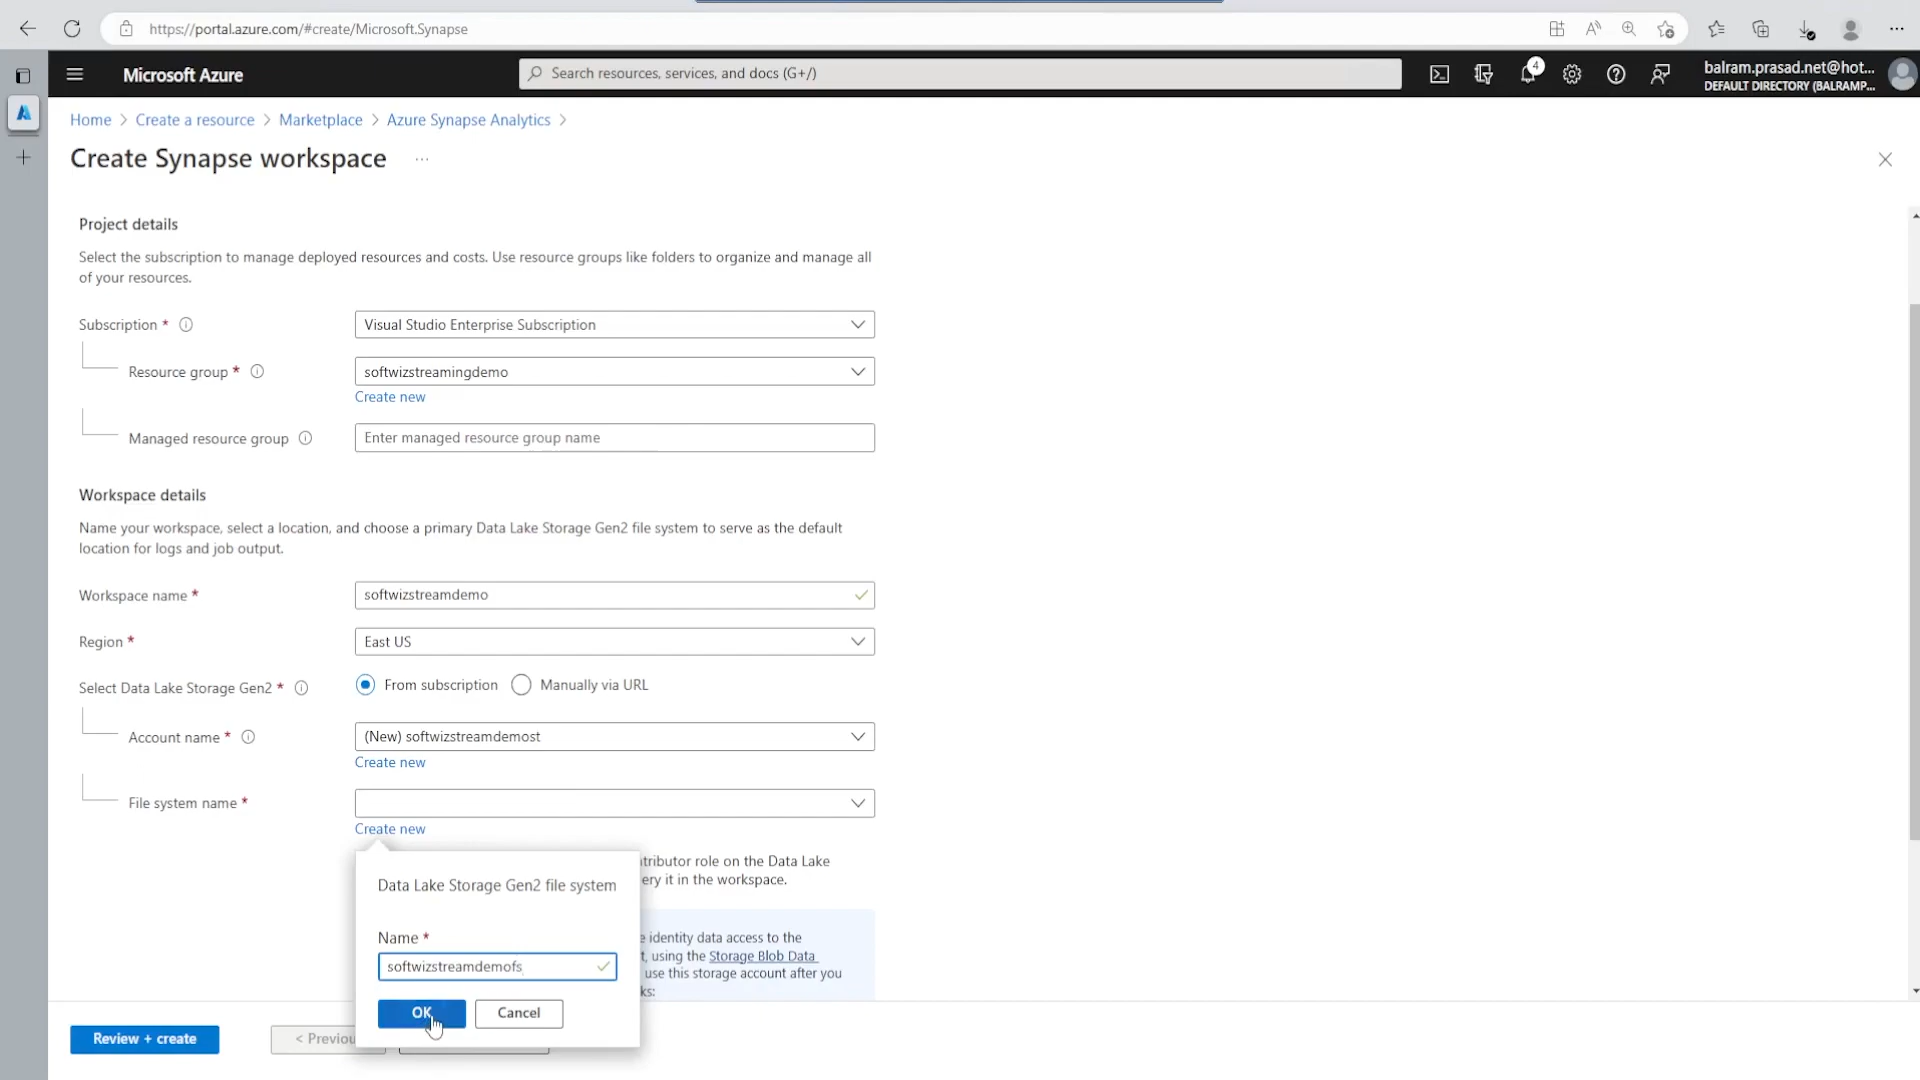 https://portal.azure.com/#create/Microsoft.Synapse
Microsoft Azure
Search resources, services, and docs (G+/)
4
balram.prasad.net@hot...
DEFAULT DIRECTORY (BALRAMP...
Home > Create a resource > Marketplace > Azure Synapse Analytics >
Create Synapse workspace ...
Project details
Select the subscription to manage deployed resources and costs. Use resource groups like folders to organize and manage all
of your resources.
Subscription *
Visual Studio Enterprise Subscription
Resource group *
softwizstreamingdemo
Create new
Managed resource group
Enter managed resource group name
Workspace details
Name your workspace, select a location, and choose a primary Data Lake Storage Gen2 file system to serve as the default
location for logs and job output.
Workspace name *
softwizstreamdemo
Region *
East US
Select Data Lake Storage Gen2 *
From subscription
Manually via URL
Account name *
(New) softwizstreamdemost
Create new
File system name *
Create new
tributor role on the Data Lake
ery it in the workspace.
Data Lake Storage Gen2 file system
Name *
softwizstreamdemofs
OK
Cancel
e identity data access to the
t, using the Storage Blob Data
use this storage account after you
ks:
Review + create
< Previou